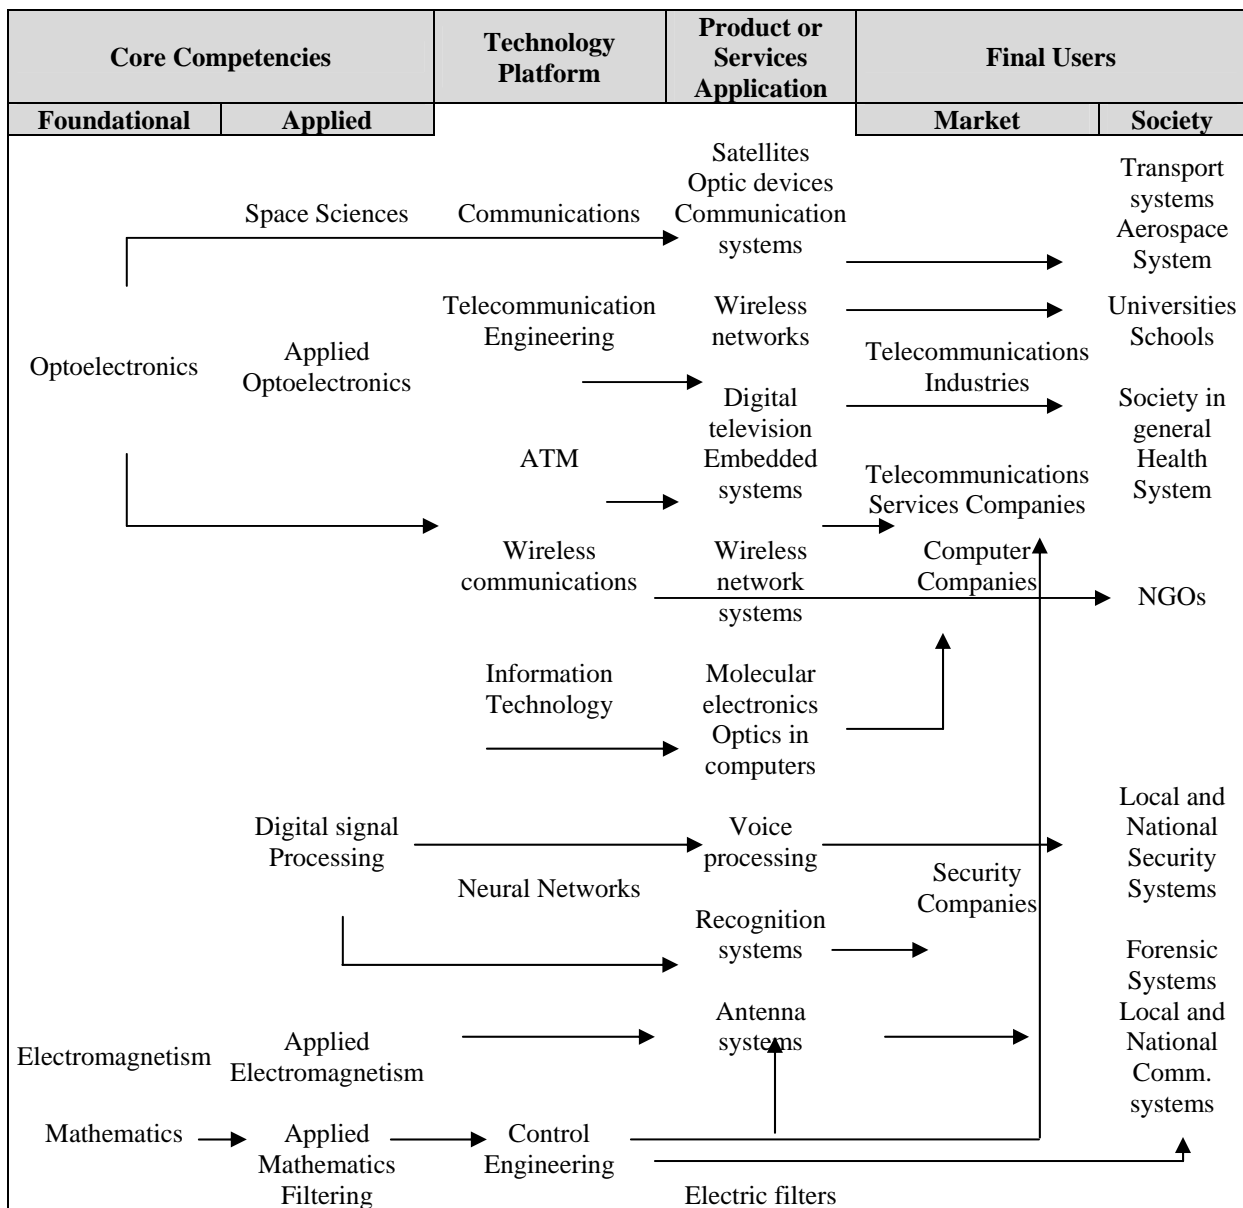 Core Competencies
Technology
Platform
Product or
Services
Application
Final Users
Foundational
Applied
Market
Society
Space Sciences
Communications
Satellites
Optic devices
Communication
systems
Transport
systems
Aerospace
System
Optoelectronics
Applied
Optoelectronics
Telecommunication
Engineering
Wireless
networks
Telecommunications
Industries
Universities
Schools
ATM
Digital
television
Embedded
systems
Telecommunications
Services Companies
Society in
general
Health
System
Wireless
communications
Wireless
network
systems
Computer
Companies
NGOs
Information
Technology
Molecular
electronics
Optics in
computers
Digital signal
Processing
Voice
processing
Local and
National
Security
Systems
Neural Networks
Security
Companies
Recognition
systems
Forensic
Systems
Electromagnetism
Applied
Electromagnetism
Antenna
systems
Local and
National
Comm.
systems
Mathematics
Applied
Mathematics
Filtering
Control
Engineering
Electric filters